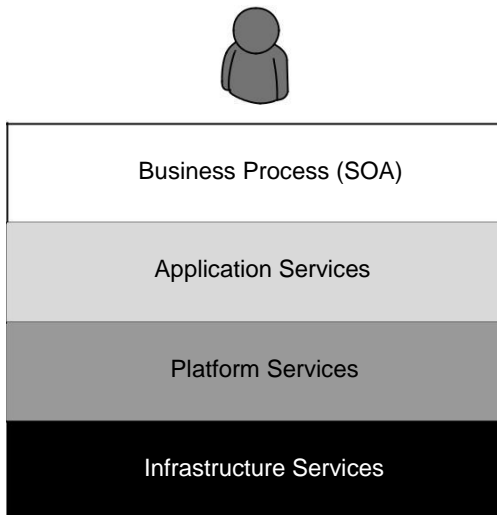 Business Process (SOA)
Application Services
Platform Services
Infrastructure Services